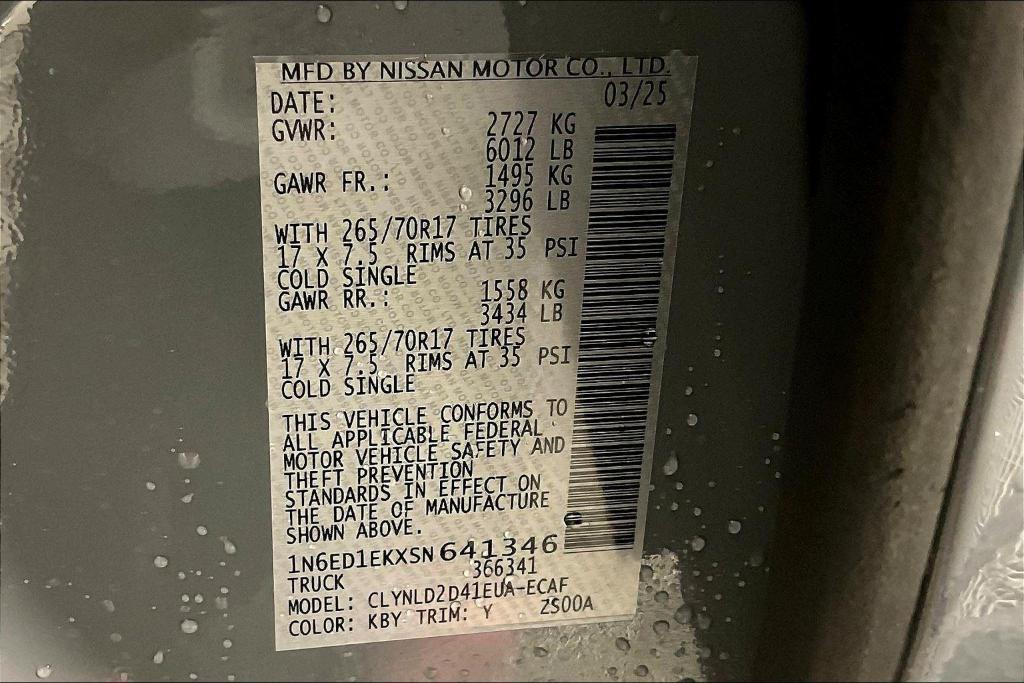 MFD BY NISSAN MOTOR CO., LTD.
DATE: 03/25
GVWR: 2727 KG
6012 LB
GAWR FR.: 1495 KG
3296 LB
WITH 265/70R17 TIRES
17 X 7.5 RIMS AT 35 PSI
COLD SINGLE
GAWR RR.: 1558 KG
3434 LB
WITH 265/70R17 TIRES
17 X 7.5 RIMS AT 35 PSI
COLD SINGLE
THIS VEHICLE CONFORMS TO
ALL APPLICABLE FEDERAL
MOTOR VEHICLE SAFETY AND
THEFT PREVENTION
STANDARDS IN EFFECT ON
THE DATE OF MANUFACTURE
SHOWN ABOVE.
1N6ED1EKXSN641346
TRUCK 366341
MODEL: CLYNLD2D41EUA-ECAF
COLOR: KBY TRIM: Y ZS00A